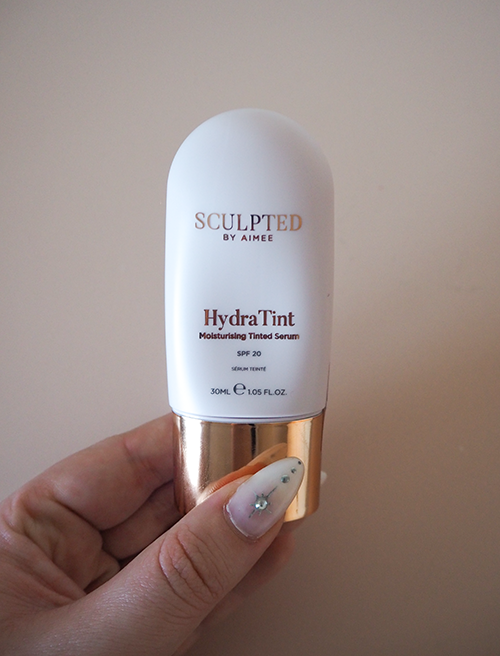 SCULPTED
BY AIMEE
HydraTint
Moisturising Tinted Serum
SPF 20
SÉRUM TEINTÉ
30ML ℮ 1.05 FL.OZ.